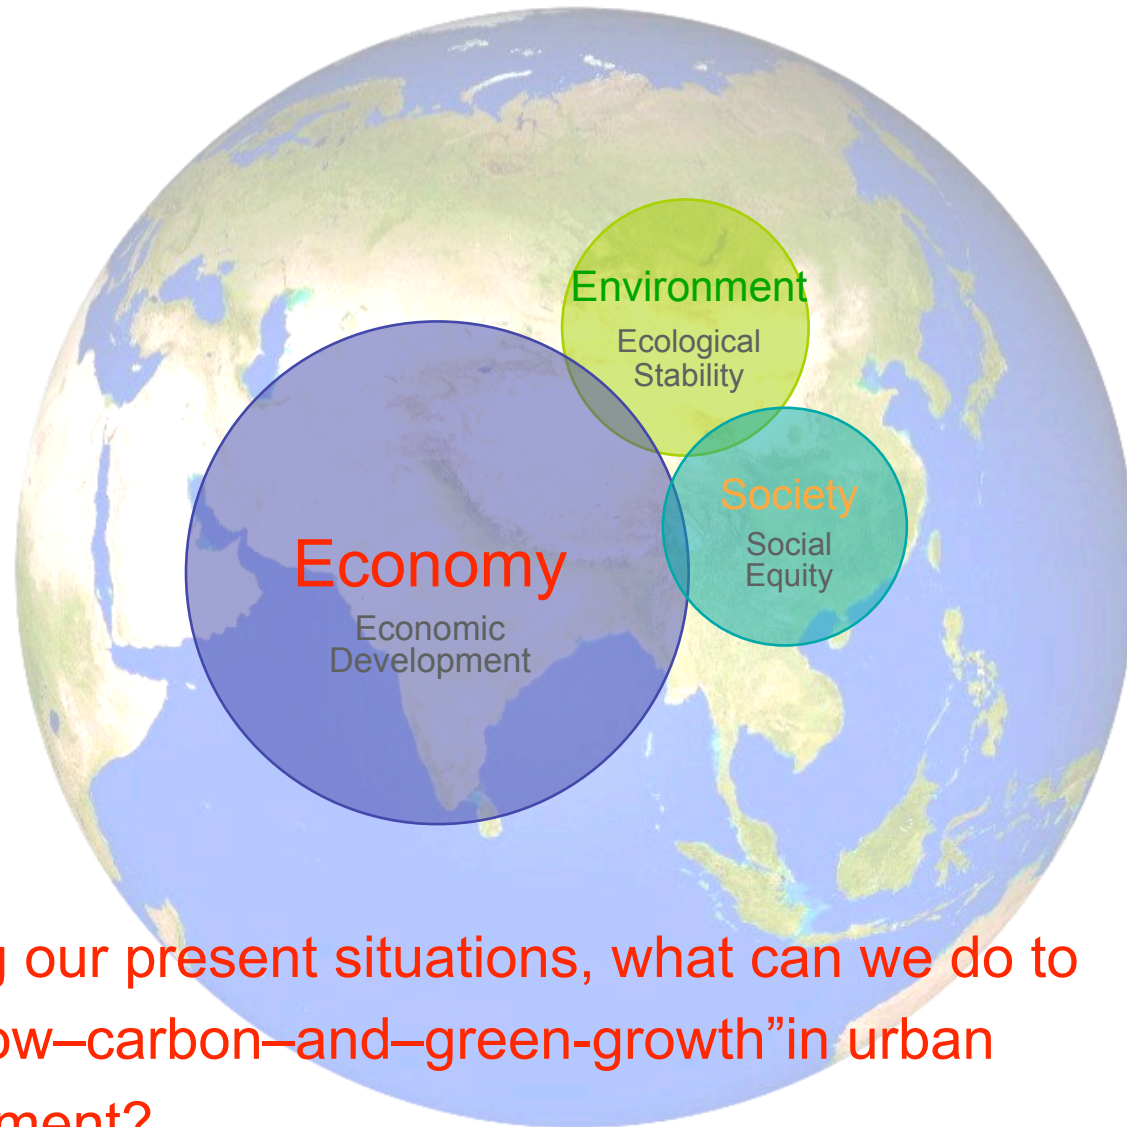 Environment
Ecological
Stability
Society
Social
Equity
Economy
Economic
Development
our present situations, what can we do to
ow–carbon–and–green-growth”in urban
ment?